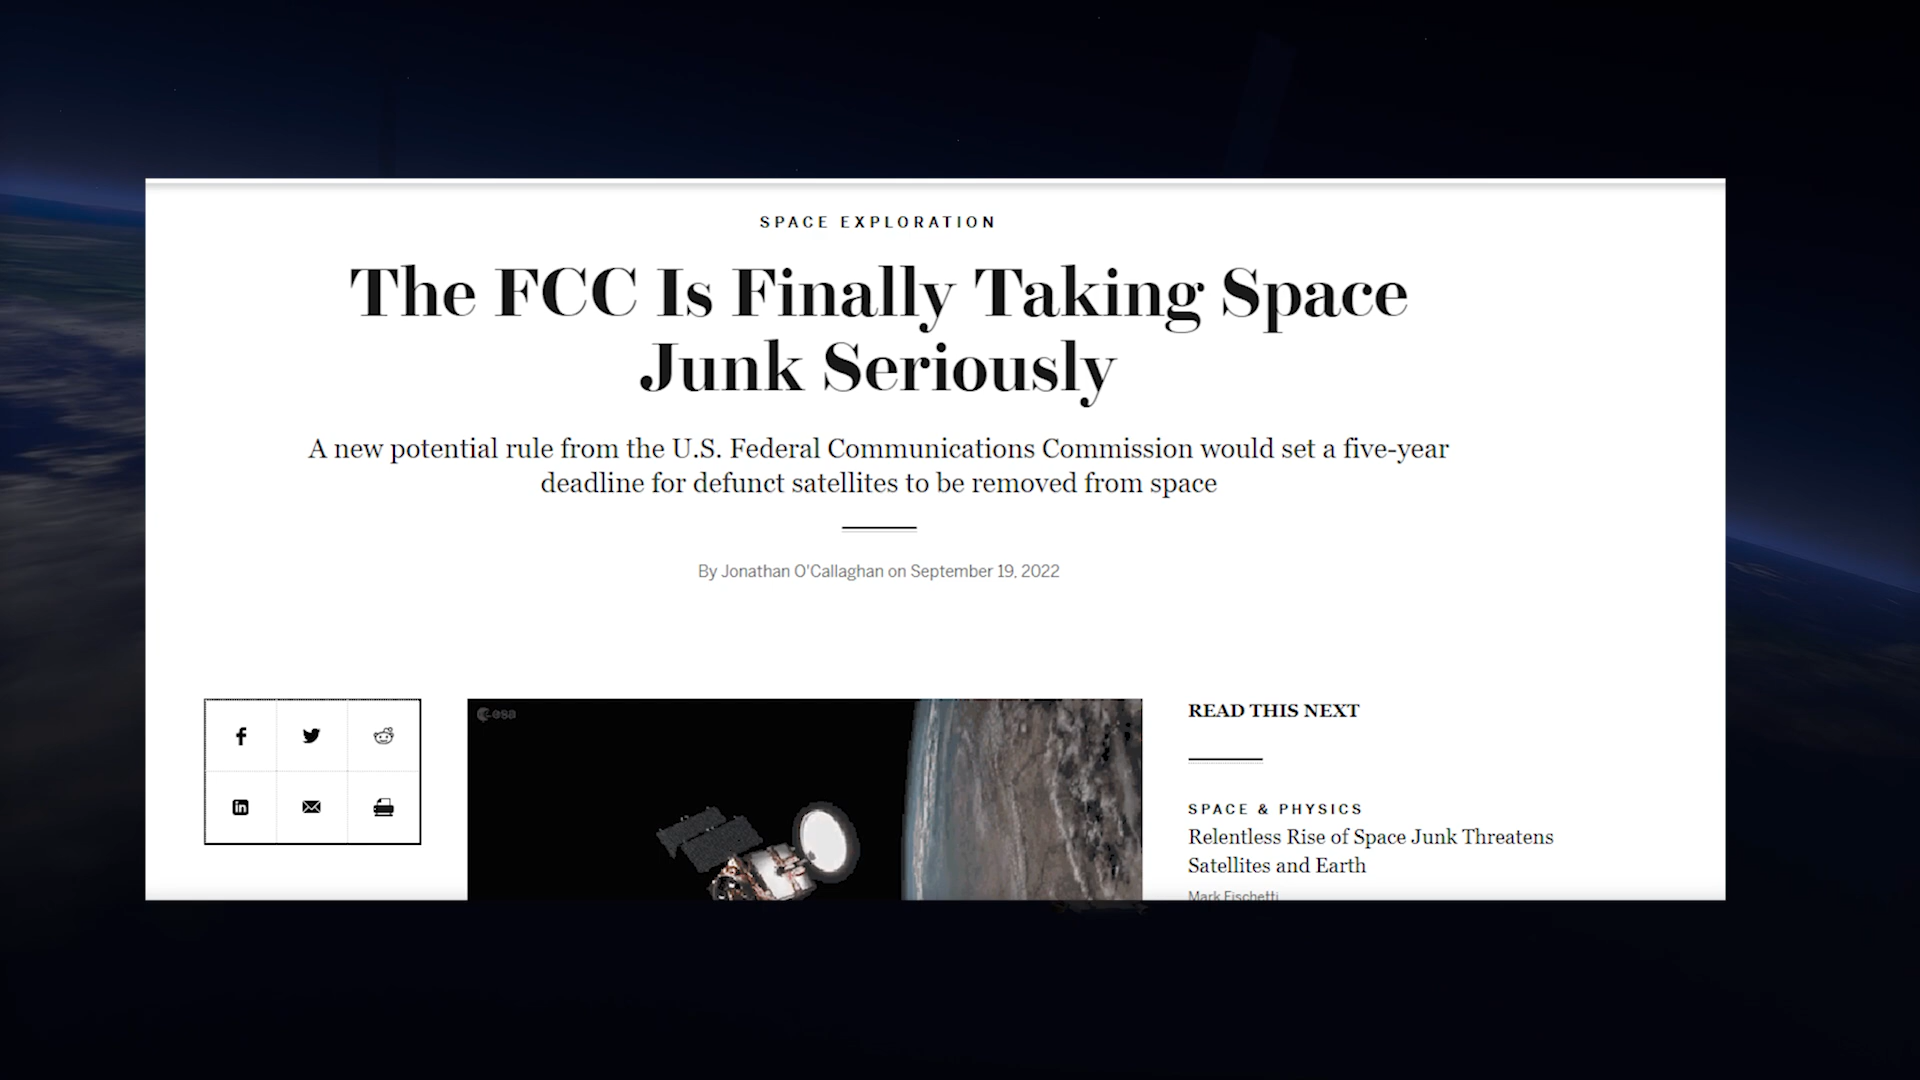 SPACE EXPLORATION
The FCC Is Finally Taking Space
Junk Seriously
A new potential rule from the U.S. Federal Communications Commission would set a five-year
deadline for defunct satellites to be removed from space
By Jonathan O'Callaghan on September 19, 2022
esa
READ THIS NEXT
SPACE & PHYSICS
Relentless Rise of Space Junk Threatens
Satellites and Earth
Mark Fischetti